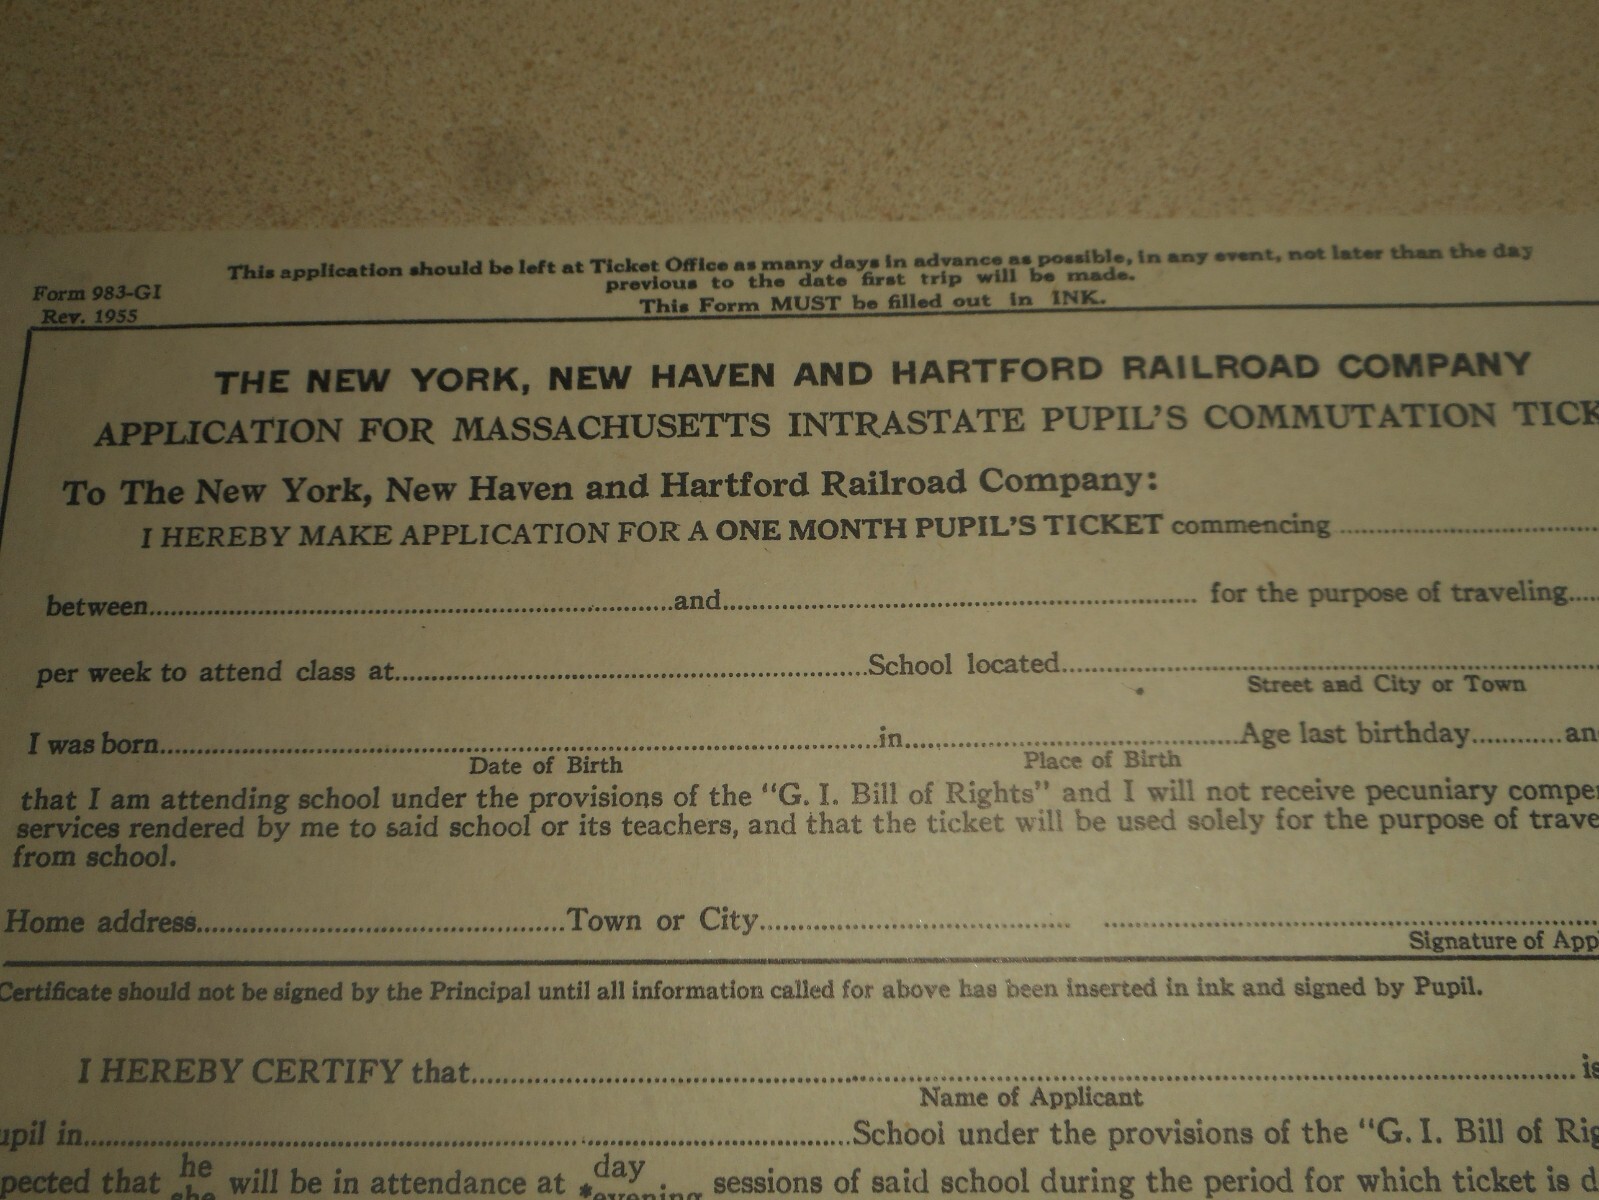 This application should be left at Ticket Office as many days in advance as possible, in any event, not later than the day
previous to the date first trip will be made.
This Form MUST be filled out in INK.
Form 983-GI
Rev. 1955
THE NEW YORK, NEW HAVEN AND HARTFORD RAILROAD COMPANY
APPLICATION FOR MASSACHUSETTS INTRASTATE PUPIL'S COMMUTATION TICK
To The New York, New Haven and Hartford Railroad Company:
I HEREBY MAKE APPLICATION FOR A ONE MONTH PUPIL'S TICKET commencing
between and for the purpose of traveling
per week to attend class at School located
Street and City or Town
I was born in Age last birthday an
Date of Birth Place of Birth
that I am attending school under the provisions of the "G. I. Bill of Rights" and I will not receive pecuniary compe
services rendered by me to said school or its teachers, and that the ticket will be used solely for the purpose of trave
from school.
Home address Town or City
Signature of App
Certificate should not be signed by the Principal until all information called for above has been inserted in ink and signed by Pupil.
I HEREBY CERTIFY that is
Name of Applicant
upil in School under the provisions of the "G. I. Bill of Rig
pected that he she will be in attendance at day *evening sessions of said school during the period for which ticket is d